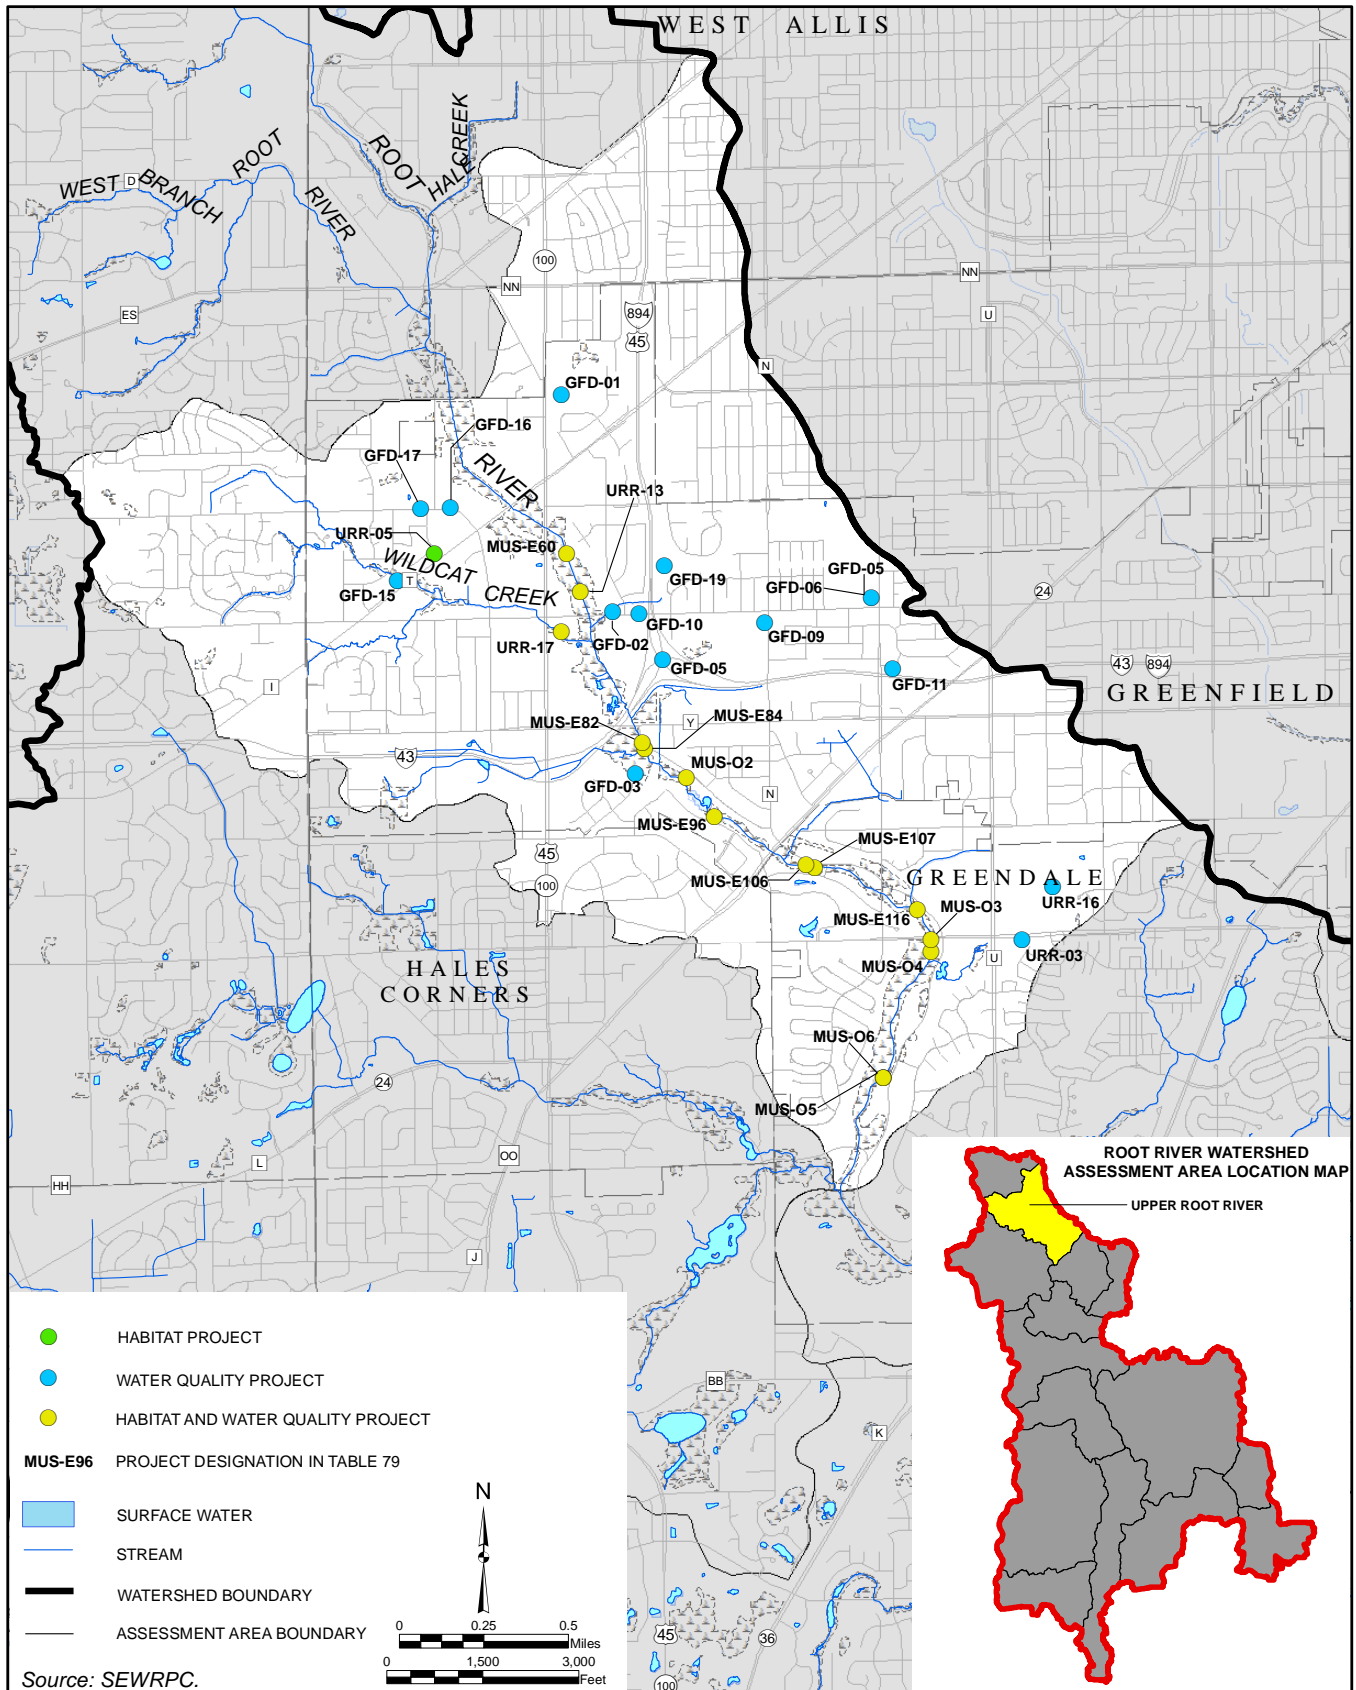 WEST ALLIS
ROOT
HALE CREEK
ROOT
WEST BRANCH
D
RIVER
100
NN
NN
ES
894
45
U
N
GFD-01
GFD-16
GFD-17
RIVER
URR-13
URR-05
WILDCAT
CREEK
MUS-E60
GFD-19
GFD-05
GFD-06
24
GFD-15
T
GFD-10
GFD-02
GFD-09
URR-17
GFD-05
GFD-11
43
894
GREENFIELD
I
MUS-E82
MUS-E84
Y
43
MUS-O2
GFD-03
N
MUS-E96
MUS-E107
45
100
MUS-E106
GREENDALE
URR-16
MUS-E116
MUS-O3
HALES
CORNERS
MUS-O4
U
URR-03
MUS-O6
24
MUS-O5
L
OO
HH
J
BB
K
45
36
100
ROOT RIVER WATERSHED
ASSESSMENT AREA LOCATION MAP
UPPER ROOT RIVER
HABITAT PROJECT
WATER QUALITY PROJECT
HABITAT AND WATER QUALITY PROJECT
MUS-E96 PROJECT DESIGNATION IN TABLE 79
SURFACE WATER
STREAM
WATERSHED BOUNDARY
ASSESSMENT AREA BOUNDARY
N
0 0.25 0.5
Miles
0 1,500 3,000
Feet
Source: SEWRPC.